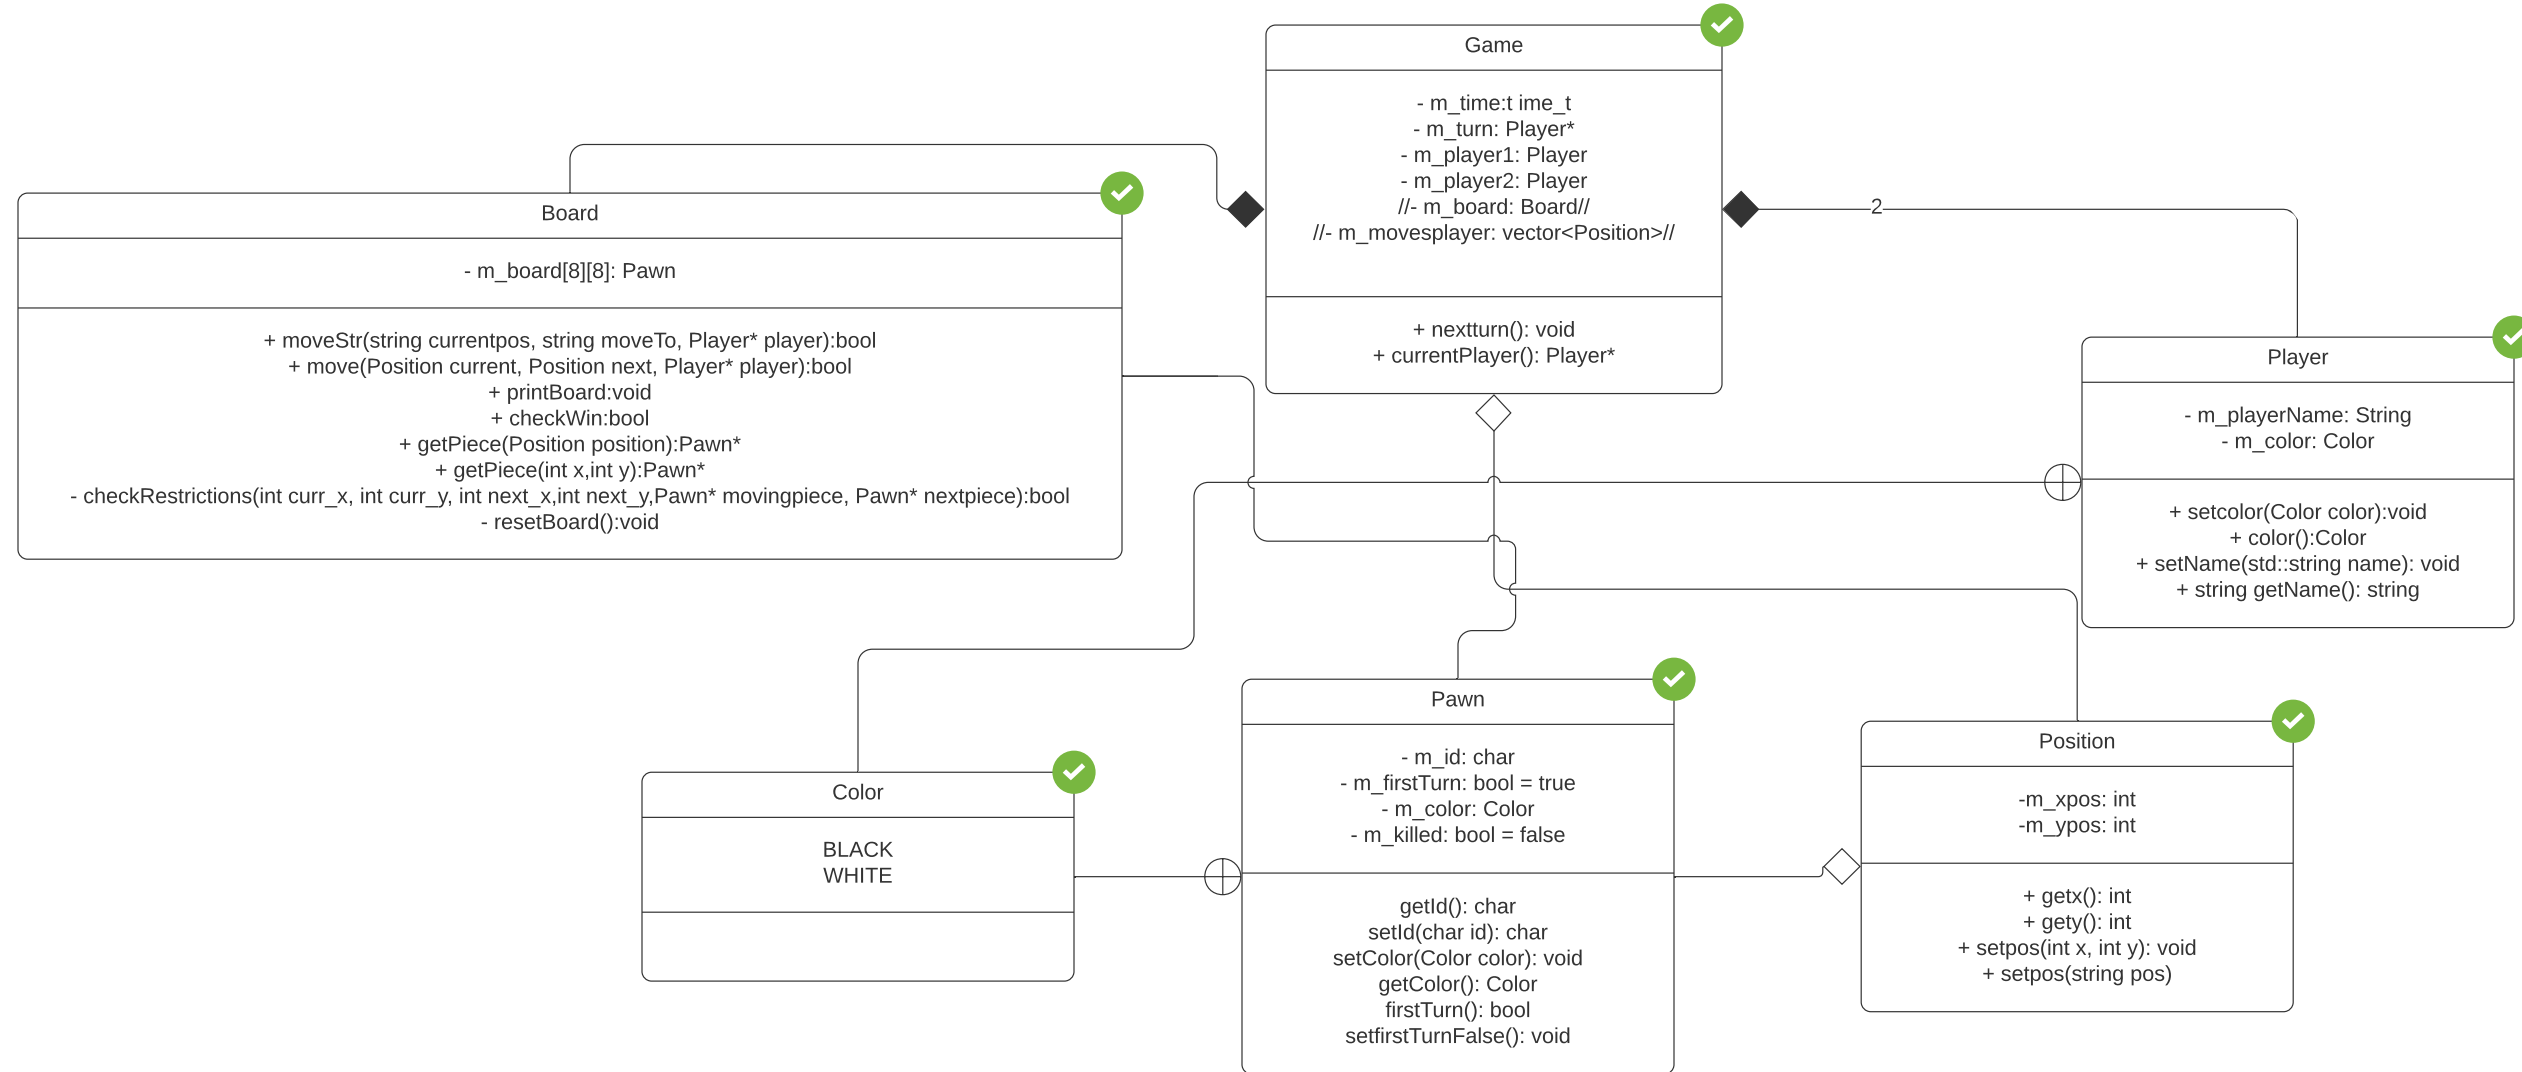 Game
- m_time:t ime_t
- m_turn: Player*
- m_player1: Player
- m_player2: Player
//- m_board: Board//
//- m_movesplayer: vector<Position>//
+ nextturn(): void
+ currentPlayer(): Player*
Board
- m_board[8][8]: Pawn
+ moveStr(string currentpos, string moveTo, Player* player):bool
+ move(Position current, Position next, Player* player):bool
+ printBoard:void
+ checkWin:bool
+ getPiece(Position position):Pawn*
+ getPiece(int x,int y):Pawn*
- checkRestrictions(int curr_x, int curr_y, int next_x,int next_y,Pawn* movingpiece, Pawn* nextpiece):bool
- resetBoard():void
2
Player
- m_playerName: String
- m_color: Color
+ setcolor(Color color):void
+ color():Color
+ setName(std::string name): void
+ string getName(): string
Color
BLACK
WHITE
Pawn
- m_id: char
- m_firstTurn: bool = true
- m_color: Color
- m_killed: bool = false
getId(): char
setId(char id): char
setColor(Color color): void
getColor(): Color
firstTurn(): bool
setfirstTurnFalse(): void
Position
-m_xpos: int
-m_ypos: int
+ getx(): int
+ gety(): int
+ setpos(int x, int y): void
+ setpos(string pos)